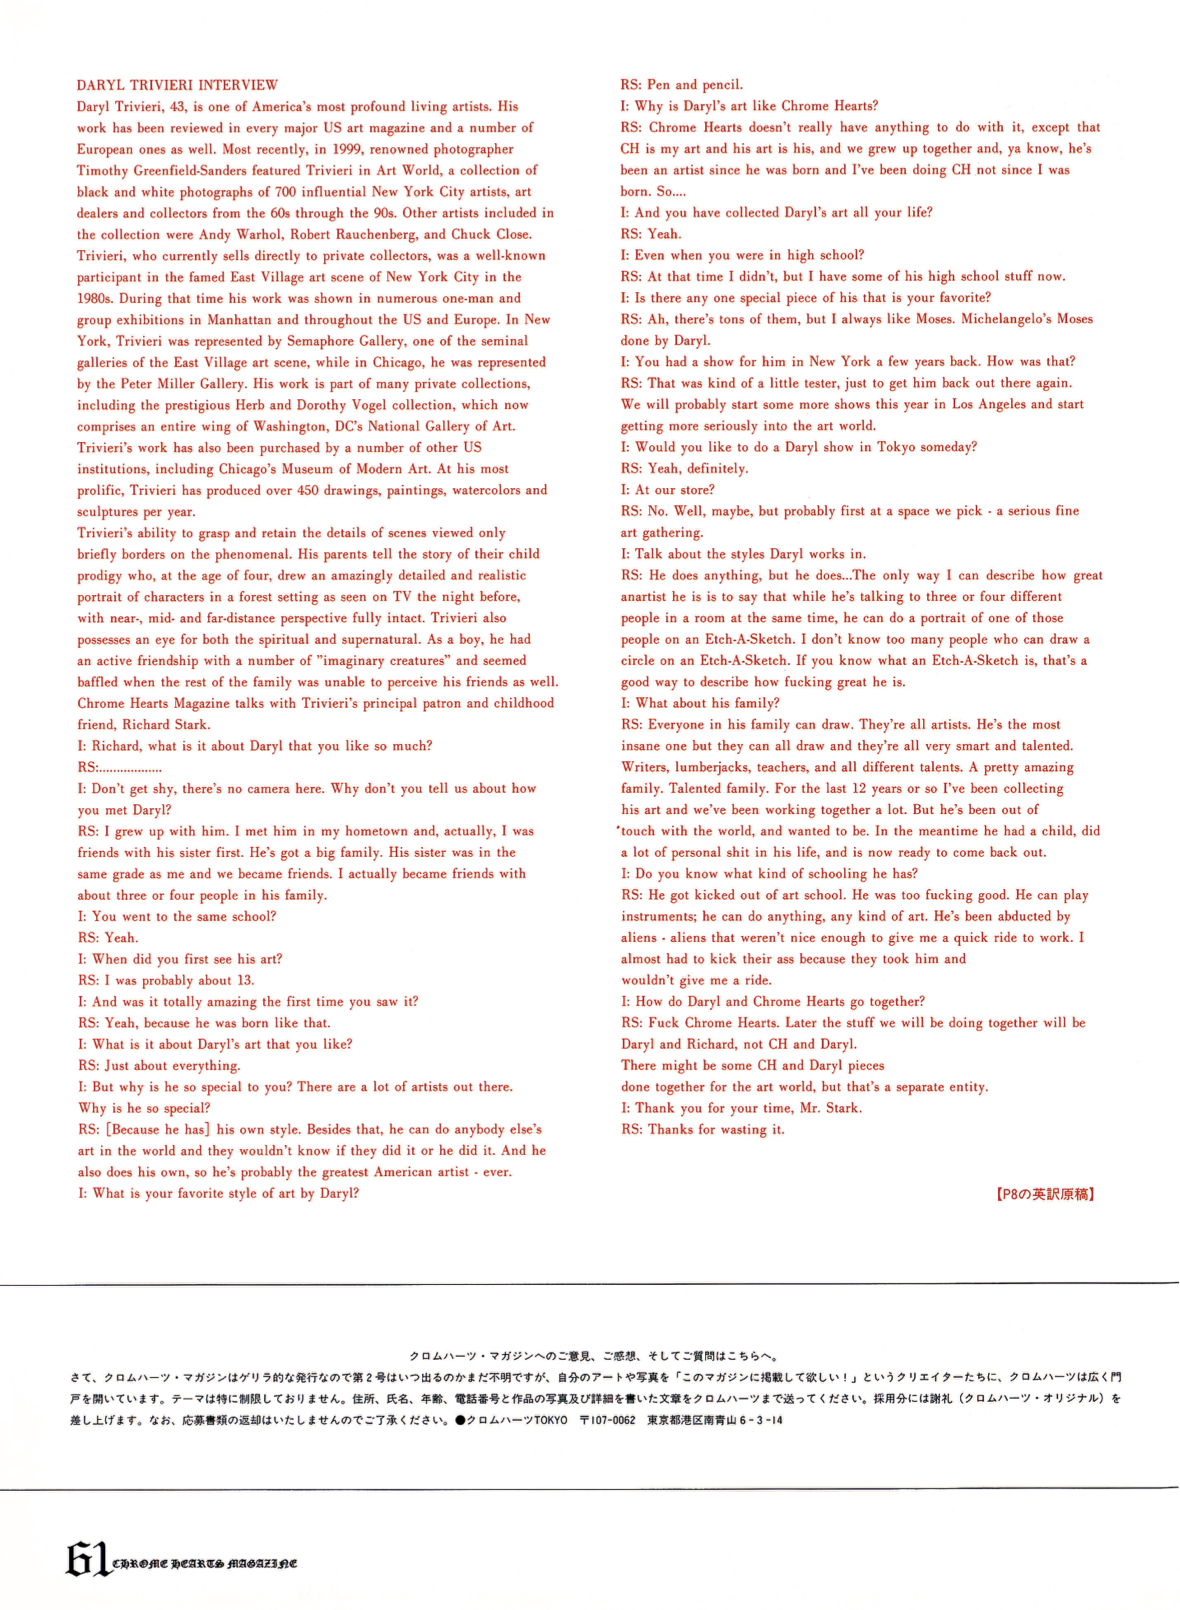 DARYL TRIVIERI INTERVIEW
Daryl Trivieri, 43, is one of America's most profound living artists. His
work has been reviewed in every major US art magazine and a number of
European ones as well. Most recently, in 1999, renowned photographer
Timothy Greenfield-Sanders featured Trivieri in Art World, a collection of
black and white photographs of 700 influential New York City artists, art
dealers and collectors from the 60s through the 90s. Other artists included in
the collection were Andy Warhol, Robert Rauchenberg, and Chuck Close.
Trivieri, who currently sells directly to private collectors, was a well-known
participant in the famed East Village art scene of New York City in the
1980s. During that time his work was shown in numerous one-man and
group exhibitions in Manhattan and throughout the US and Europe. In New
York, Trivieri was represented by Semaphore Gallery, one of the seminal
galleries of the East Village art scene, while in Chicago, he was represented
by the Peter Miller Gallery. His work is part of many private collections,
including the prestigious Herb and Dorothy Vogel collection, which now
comprises an entire wing of Washington, DC's National Gallery of Art.
Trivieri's work has also been purchased by a number of other US
institutions, including Chicago's Museum of Modern Art. At his most
prolific, Trivieri has produced over 450 drawings, paintings, watercolors and
sculptures per year.
Trivieri's ability to grasp and retain the details of scenes viewed only
briefly borders on the phenomenal. His parents tell the story of their child
prodigy who, at the age of four, drew an amazingly detailed and realistic
portrait of characters in a forest setting as seen on TV the night before,
with near-, mid- and far-distance perspective fully intact. Trivieri also
possesses an eye for both the spiritual and supernatural. As a boy, he had
an active friendship with a number of "imaginary creatures" and seemed
baffled when the rest of the family was unable to perceive his friends as well.
Chrome Hearts Magazine talks with Trivieri's principal patron and childhood
friend, Richard Stark.
I: Richard, what is it about Daryl that you like so much?
RS:..................
I: Don't get shy, there's no camera here. Why don't you tell us about how
you met Daryl?
RS: I grew up with him. I met him in my hometown and, actually, I was
friends with his sister first. He's got a big family. His sister was in the
same grade as me and we became friends. I actually became friends with
about three or four people in his family.
I: You went to the same school?
RS: Yeah.
I: When did you first see his art?
RS: I was probably about 13.
I: And was it totally amazing the first time you saw it?
RS: Yeah, because he was born like that.
I: What is it about Daryl's art that you like?
RS: Just about everything.
I: But why is he so special to you? There are a lot of artists out there.
Why is he so special?
RS: [Because he has] his own style. Besides that, he can do anybody else's
art in the world and they wouldn't know if they did it or he did it. And he
also does his own, so he's probably the greatest American artist - ever.
I: What is your favorite style of art by Daryl?
RS: Pen and pencil.
I: Why is Daryl's art like Chrome Hearts?
RS: Chrome Hearts doesn't really have anything to do with it, except that
CH is my art and his art is his, and we grew up together and, ya know, he's
been an artist since he was born and I've been doing CH not since I was
born. So....
I: And you have collected Daryl's art all your life?
RS: Yeah.
I: Even when you were in high school?
RS: At that time I didn't, but I have some of his high school stuff now.
I: Is there any one special piece of his that is your favorite?
RS: Ah, there's tons of them, but I always like Moses. Michelangelo's Moses
done by Daryl.
I: You had a show for him in New York a few years back. How was that?
RS: That was kind of a little tester, just to get him back out there again.
We will probably start some more shows this year in Los Angeles and start
getting more seriously into the art world.
I: Would you like to do a Daryl show in Tokyo someday?
RS: Yeah, definitely.
I: At our store?
RS: No. Well, maybe, but probably first at a space we pick - a serious fine
art gathering.
I: Talk about the styles Daryl works in.
RS: He does anything, but he does...The only way I can describe how great
anartist he is is to say that while he's talking to three or four different
people in a room at the same time, he can do a portrait of one of those
people on an Etch-A-Sketch. I don't know too many people who can draw a
circle on an Etch-A-Sketch. If you know what an Etch-A-Sketch is, that's a
good way to describe how fucking great he is.
I: What about his family?
RS: Everyone in his family can draw. They're all artists. He's the most
insane one but they can all draw and they're all very smart and talented.
Writers, lumberjacks, teachers, and all different talents. A pretty amazing
family. Talented family. For the last 12 years or so I've been collecting
his art and we've been working together a lot. But he's been out of
touch with the world, and wanted to be. In the meantime he had a child, did
a lot of personal shit in his life, and is now ready to come back out.
I: Do you know what kind of schooling he has?
RS: He got kicked out of art school. He was too fucking good. He can play
instruments; he can do anything, any kind of art. He's been abducted by
aliens - aliens that weren't nice enough to give me a quick ride to work. I
almost had to kick their ass because they took him and
wouldn't give me a ride.
I: How do Daryl and Chrome Hearts go together?
RS: Fuck Chrome Hearts. Later the stuff we will be doing together will be
Daryl and Richard, not CH and Daryl.
There might be some CH and Daryl pieces
done together for the art world, but that's a separate entity.
I: Thank you for your time, Mr. Stark.
RS: Thanks for wasting it.
【P8の英訳原稿】
クロムハーツ・マガジンへのご意見、ご感想、そしてご質問はこちらへ。
さて、クロムハーツ・マガジンはゲリラ的な発行なので第2号はいつ出るのかまだ不明ですが、自分のアートや写真を「このマガジンに掲載して欲しい！」というクリエイターたちに、クロムハーツは広く門
戸を開いています。テーマは特に制限しておりません。住所、氏名、年齢、電話番号と作品の写真及び詳細を書いた文章をクロムハーツまで送ってください。採用分には謝礼（クロムハーツ・オリジナル）を
差し上げます。なお、応募書類の返却はいたしませんのでご了承ください。●クロムハーツTOKYO 〒107-0062 東京都港区南青山6-3-14
61 CHROME HEARTS MAGAZINE